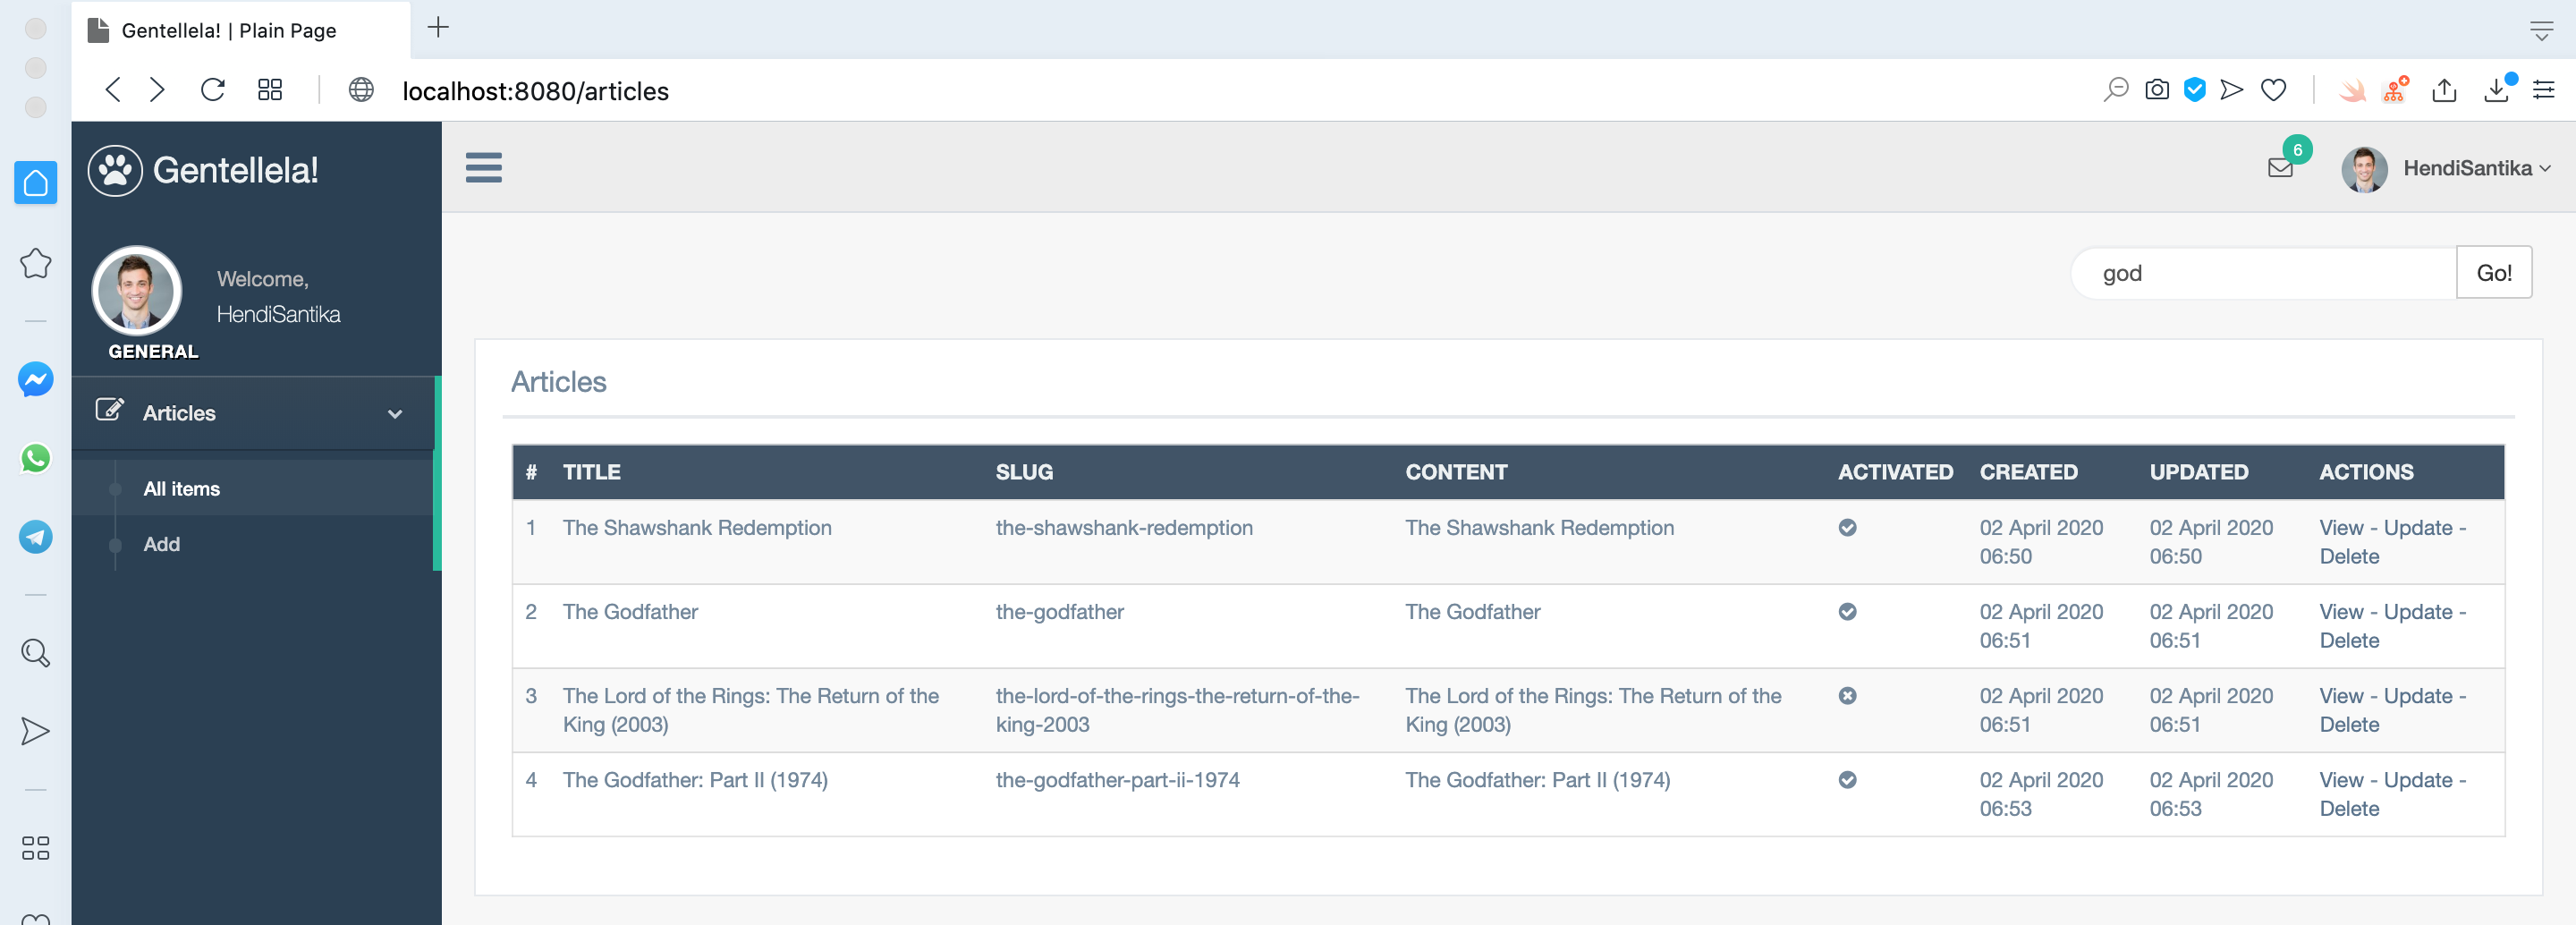 Gentellela! | Plain Page
localhost:8080/articles
Gentellela!
6
HendiSantika
Welcome,
HendiSantika
GENERAL
god
Go!
Articles
All items
Add
Articles
# TITLE SLUG CONTENT ACTIVATED CREATED UPDATED ACTIONS
1 The Shawshank Redemption the-shawshank-redemption The Shawshank Redemption 02 April 2020 02 April 2020 View - Update -
06:50 06:50 Delete
2 The Godfather the-godfather The Godfather 02 April 2020 02 April 2020 View - Update -
06:51 06:51 Delete
3 The Lord of the Rings: The Return of the the-lord-of-the-rings-the-return-of-the- The Lord of the Rings: The Return of the 02 April 2020 02 April 2020 View - Update -
King (2003) king-2003 King (2003) 06:51 06:51 Delete
4 The Godfather: Part II (1974) the-godfather-part-ii-1974 The Godfather: Part II (1974) 02 April 2020 02 April 2020 View - Update -
06:53 06:53 Delete